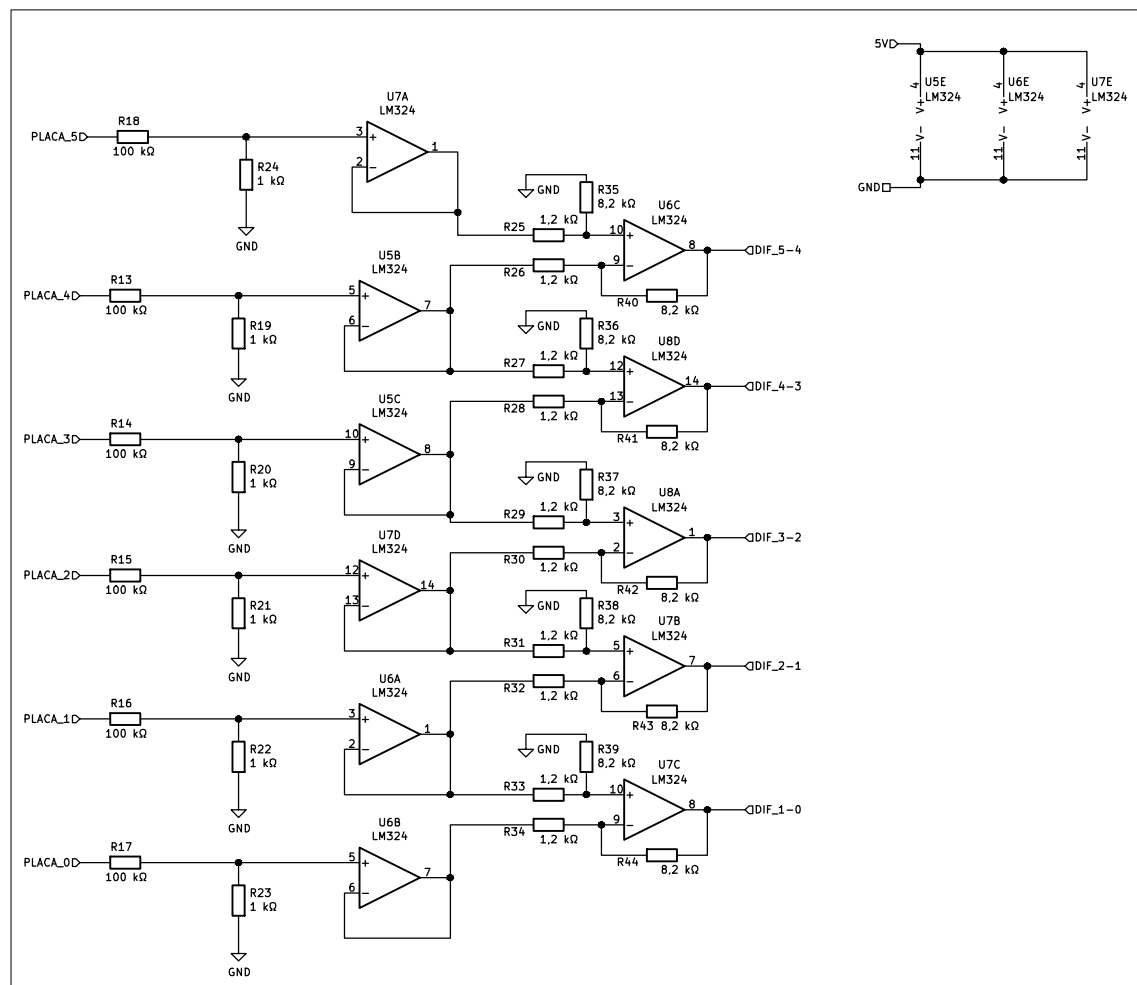 5V
4
V+
V-
11
U5E
LM324
4
V+
V-
11
U6E
LM324
4
V+
V-
11
U7E
LM324
GND
PLACA_5
R18
100 kΩ
R24
1 kΩ
GND
U7A
LM324
3
+
2
-
1
GND
R35
8,2 kΩ
R25
1,2 kΩ
R26
1,2 kΩ
U6C
LM324
10
+
9
-
8
R40
8,2 kΩ
DIF_5-4
PLACA_4
R13
100 kΩ
R19
1 kΩ
GND
U5B
LM324
5
+
6
-
7
GND
R36
8,2 kΩ
R27
1,2 kΩ
R28
1,2 kΩ
U8D
LM324
12
+
13
-
14
R41
8,2 kΩ
DIF_4-3
PLACA_3
R14
100 kΩ
R20
1 kΩ
GND
U5C
LM324
10
+
9
-
8
GND
R37
8,2 kΩ
R29
1,2 kΩ
R30
1,2 kΩ
U8A
LM324
3
+
2
-
1
R42
8,2 kΩ
DIF_3-2
PLACA_2
R15
100 kΩ
R21
1 kΩ
GND
U7D
LM324
12
+
13
-
14
GND
R38
8,2 kΩ
R31
1,2 kΩ
R32
1,2 kΩ
U7B
LM324
5
+
6
-
7
R43
8,2 kΩ
DIF_2-1
PLACA_1
R16
100 kΩ
R22
1 kΩ
GND
U6A
LM324
3
+
2
-
1
GND
R39
8,2 kΩ
R33
1,2 kΩ
R34
1,2 kΩ
U7C
LM324
10
+
9
-
8
R44
8,2 kΩ
DIF_1-0
PLACA_0
R17
100 kΩ
R23
1 kΩ
GND
U6B
LM324
5
+
6
-
7